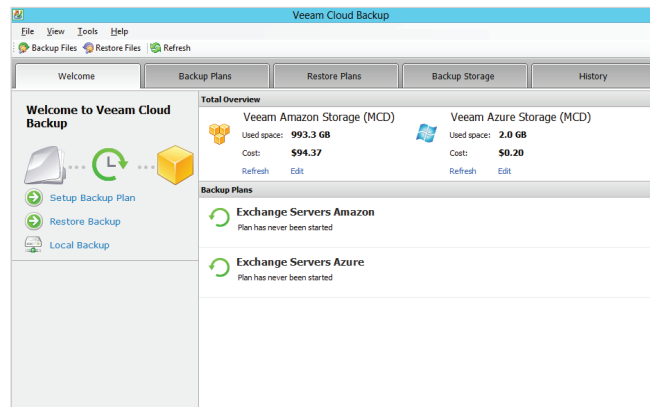 Veeam Cloud Backup
File View Tools Help
Backup Files Restore Files Refresh
Welcome Backup Plans Restore Plans Backup Storage History
Welcome to Veeam Cloud
Backup
Setup Backup Plan
Restore Backup
Local Backup
Total Overview
Veeam Amazon Storage (MCD)
Used space: 993.3 GB
Cost: $94.37
Refresh Edit
Veeam Azure Storage (MCD)
Used space: 2.0 GB
Cost: $0.20
Refresh Edit
Backup Plans
Exchange Servers Amazon
Plan has never been started
Exchange Servers Azure
Plan has never been started